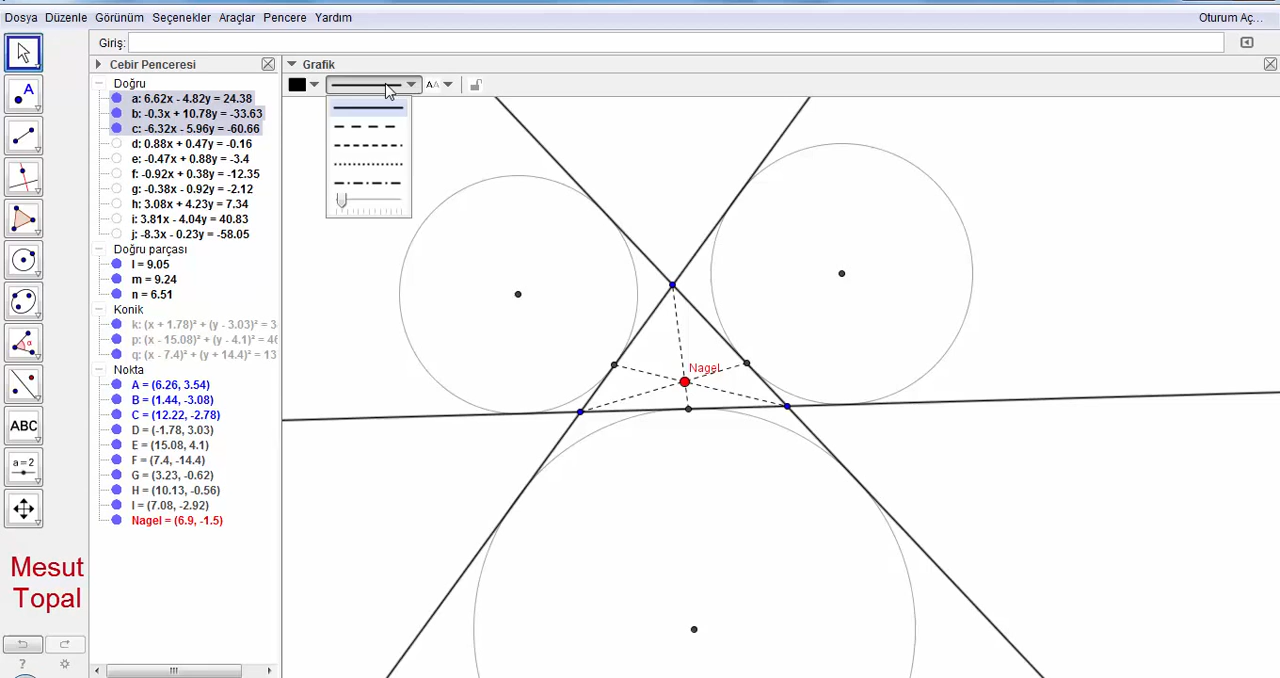 Dosya Düzenle Görünüm Seçenekler Araçlar Pencere Yardım Oturum Aç...
Giriş:
Cebir Penceresi
Grafik
AA
Doğru
a: 6.62x - 4.82y = 24.38
b: -0.3x + 10.78y = -33.63
c: -6.32x - 5.96y = -60.66
d: 0.88x + 0.47y = -0.16
e: -0.47x + 0.88y = -3.4
f: -0.92x + 0.38y = -12.35
g: -0.38x - 0.92y = -2.12
h: 3.08x + 4.23y = 7.34
i: 3.81x - 4.04y = 40.83
j: -8.3x - 0.23y = -58.05
Doğru parçası
l = 9.05
m = 9.24
n = 6.51
Konik
k: (x + 1.78)² + (y - 3.03)² = 3
p: (x - 15.08)² + (y - 4.1)² = 46
q: (x - 7.4)² + (y + 14.4)² = 13
Nokta
A = (6.26, 3.54)
B = (1.44, -3.08)
C = (12.22, -2.78)
D = (-1.78, 3.03)
E = (15.08, 4.1)
F = (7.4, -14.4)
G = (3.23, -0.62)
H = (10.13, -0.56)
I = (7.08, -2.92)
Nagel = (6.9, -1.5)
A
α
ABC
a=2
Mesut
Topal
?
Nagel